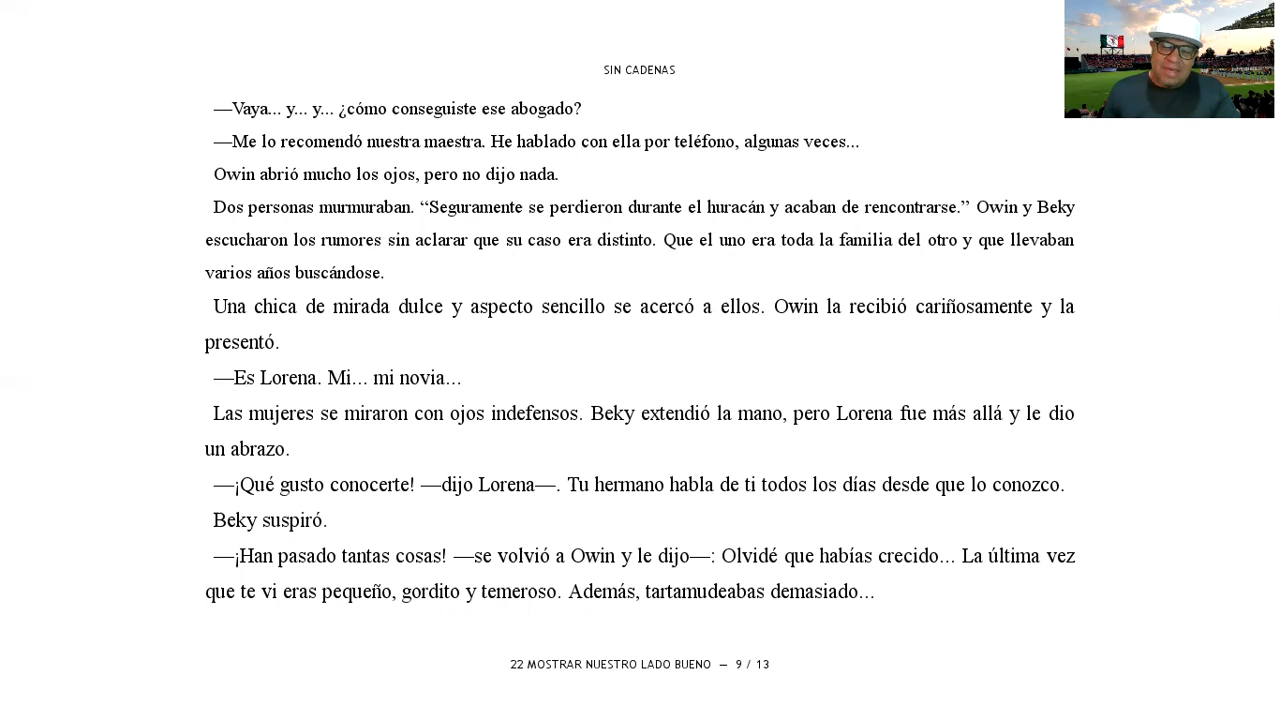 SIN CADENAS
—Vaya... y... y... ¿cómo conseguiste ese abogado?
—Me lo recomendó nuestra maestra. He hablado con ella por teléfono, algunas veces...
Owin abrió mucho los ojos, pero no dijo nada.
Dos personas murmuraban. “Seguramente se perdieron durante el huracán y acaban de rencontrarse.” Owin y Beky
escucharon los rumores sin aclarar que su caso era distinto. Que el uno era toda la familia del otro y que llevaban
varios años buscándose.
Una chica de mirada dulce y aspecto sencillo se acercó a ellos. Owin la recibió cariñosamente y la
presentó.
—Es Lorena. Mi... mi novia...
Las mujeres se miraron con ojos indefensos. Beky extendió la mano, pero Lorena fue más allá y le dio
un abrazo.
—¡Qué gusto conocerte! —dijo Lorena—. Tu hermano habla de ti todos los días desde que lo conozco.
Beky suspiró.
—¡Han pasado tantas cosas! —se volvió a Owin y le dijo—: Olvidé que habías crecido... La última vez
que te vi eras pequeño, gordito y temeroso. Además, tartamudeabas demasiado...
22 MOSTRAR NUESTRO LADO BUENO — 9 / 13